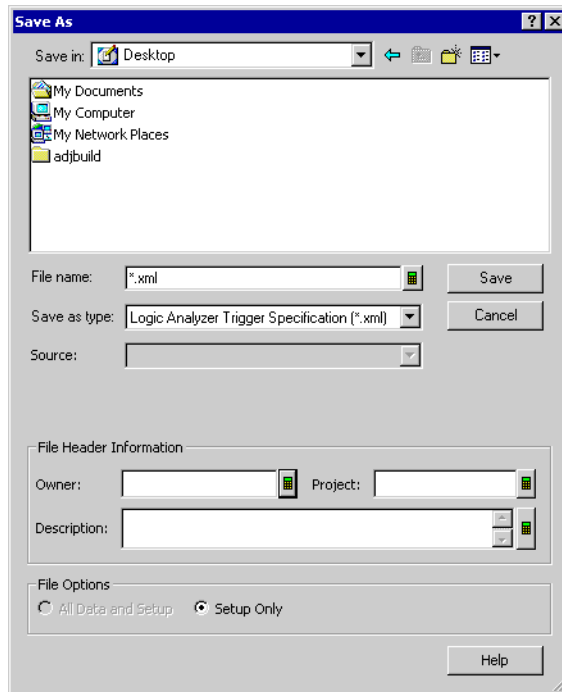 Save As
Save in: Desktop
My Documents
My Computer
My Network Places
adjbuild
File name: *.xml Save
Save as type: Logic Analyzer Trigger Specification (*.xml) Cancel
Source:
File Header Information
Owner: Project:
Description:
File Options
All Data and Setup Setup Only
Help